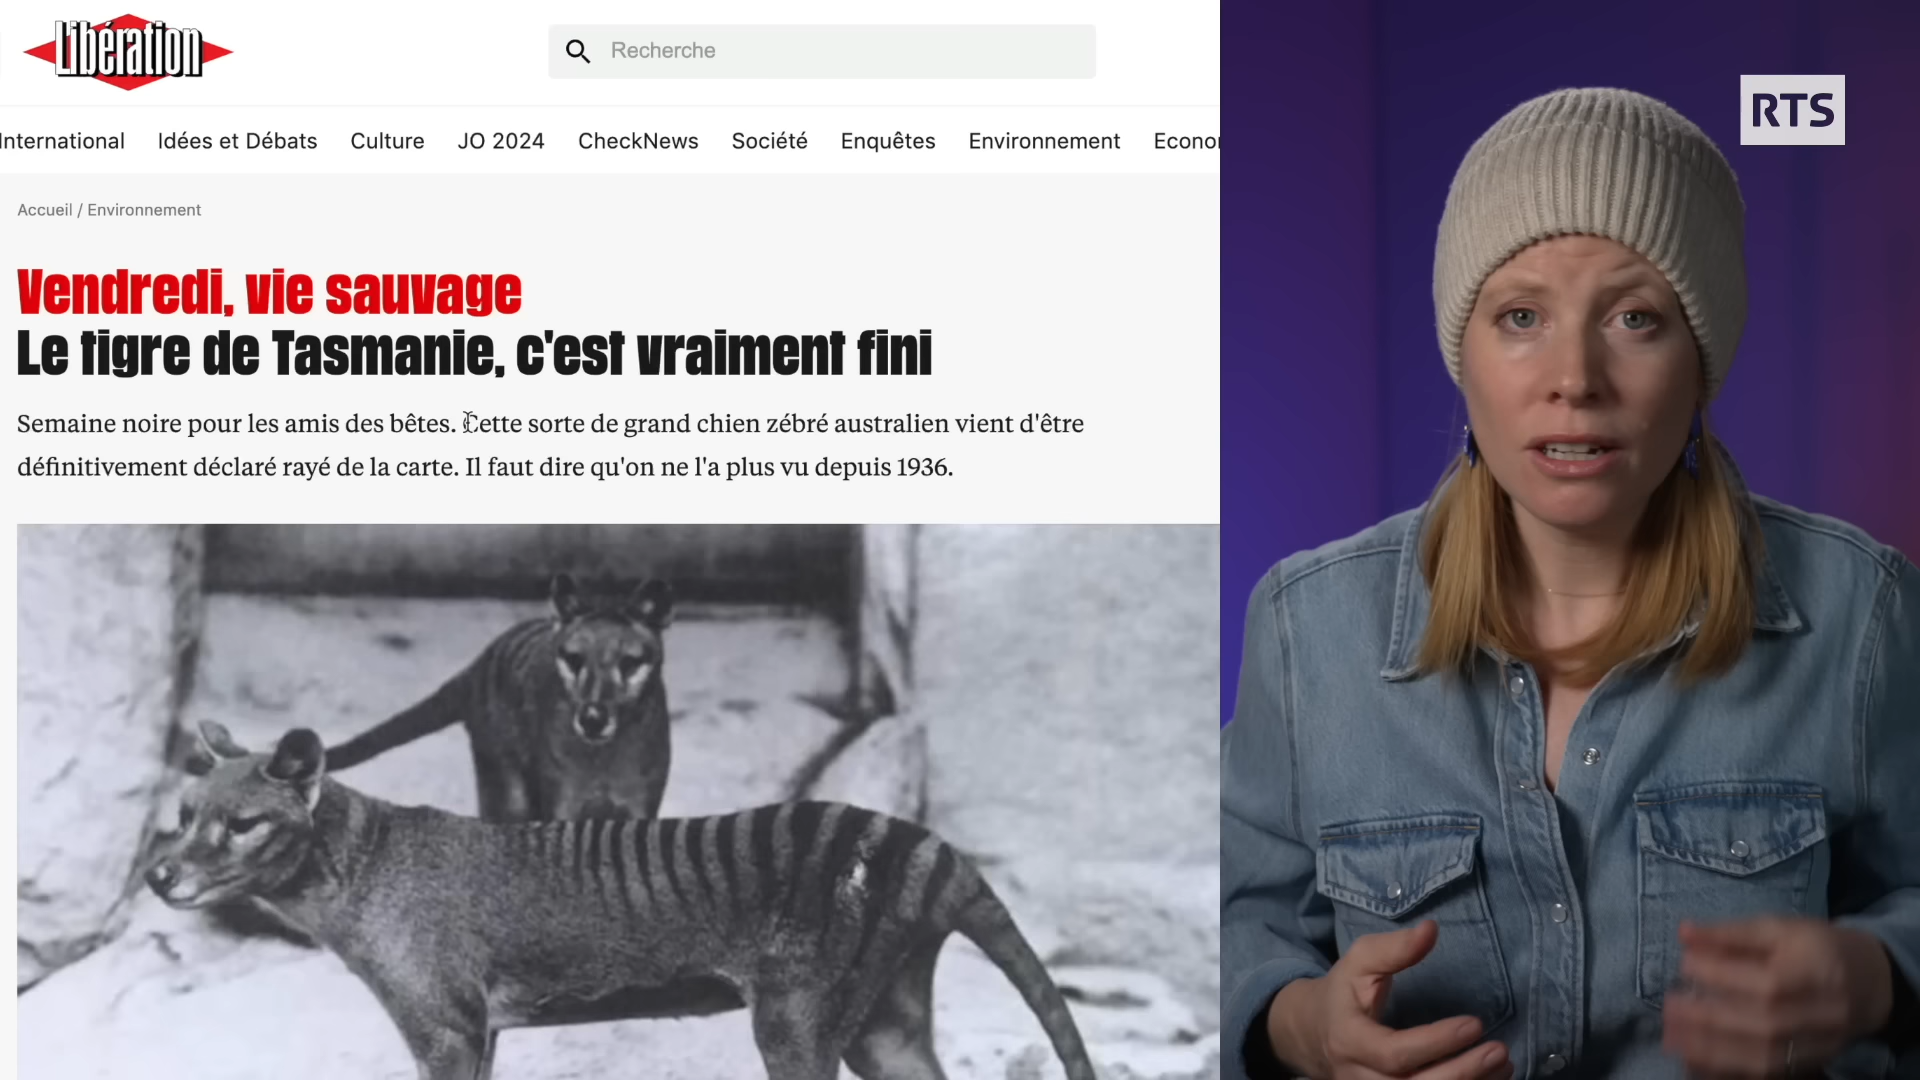 Libération
Recherche
International Idées et Débats Culture JO 2024 CheckNews Société Enquêtes Environnement Econo
Accueil / Environnement
Vendredi, vie sauvage
Le tigre de Tasmanie, c'est vraiment fini
Semaine noire pour les amis des bêtes. Cette sorte de grand chien zébré australien vient d'être
définitivement déclaré rayé de la carte. Il faut dire qu'on ne l'a plus vu depuis 1936.
RTS